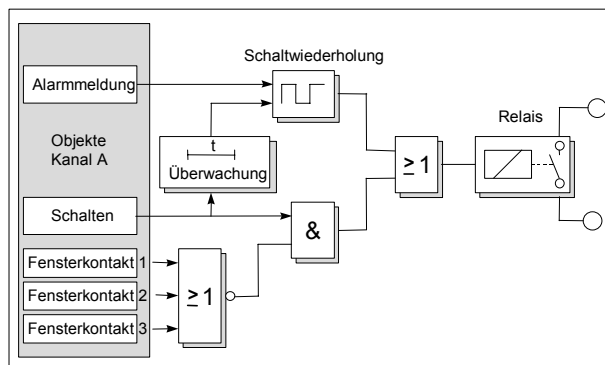 Schaltwiederholung
Alarmmeldung
Objekte
Kanal A
t
Überwachung
Relais
≥ 1
Schalten
&
Fensterkontakt 1
Fensterkontakt 2
Fensterkontakt 3
≥ 1